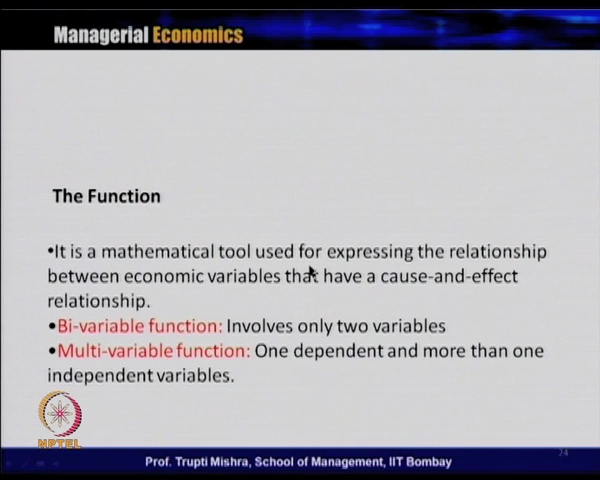 Managerial Economics
The Function
•It is a mathematical tool used for expressing the relationship
between economic variables that have a cause-and-effect
relationship.
•Bi-variable function: Involves only two variables
•Multi-variable function: One dependent and more than one
independent variables.
NPTEL
Prof. Trupti Mishra, School of Management, IIT Bombay
24